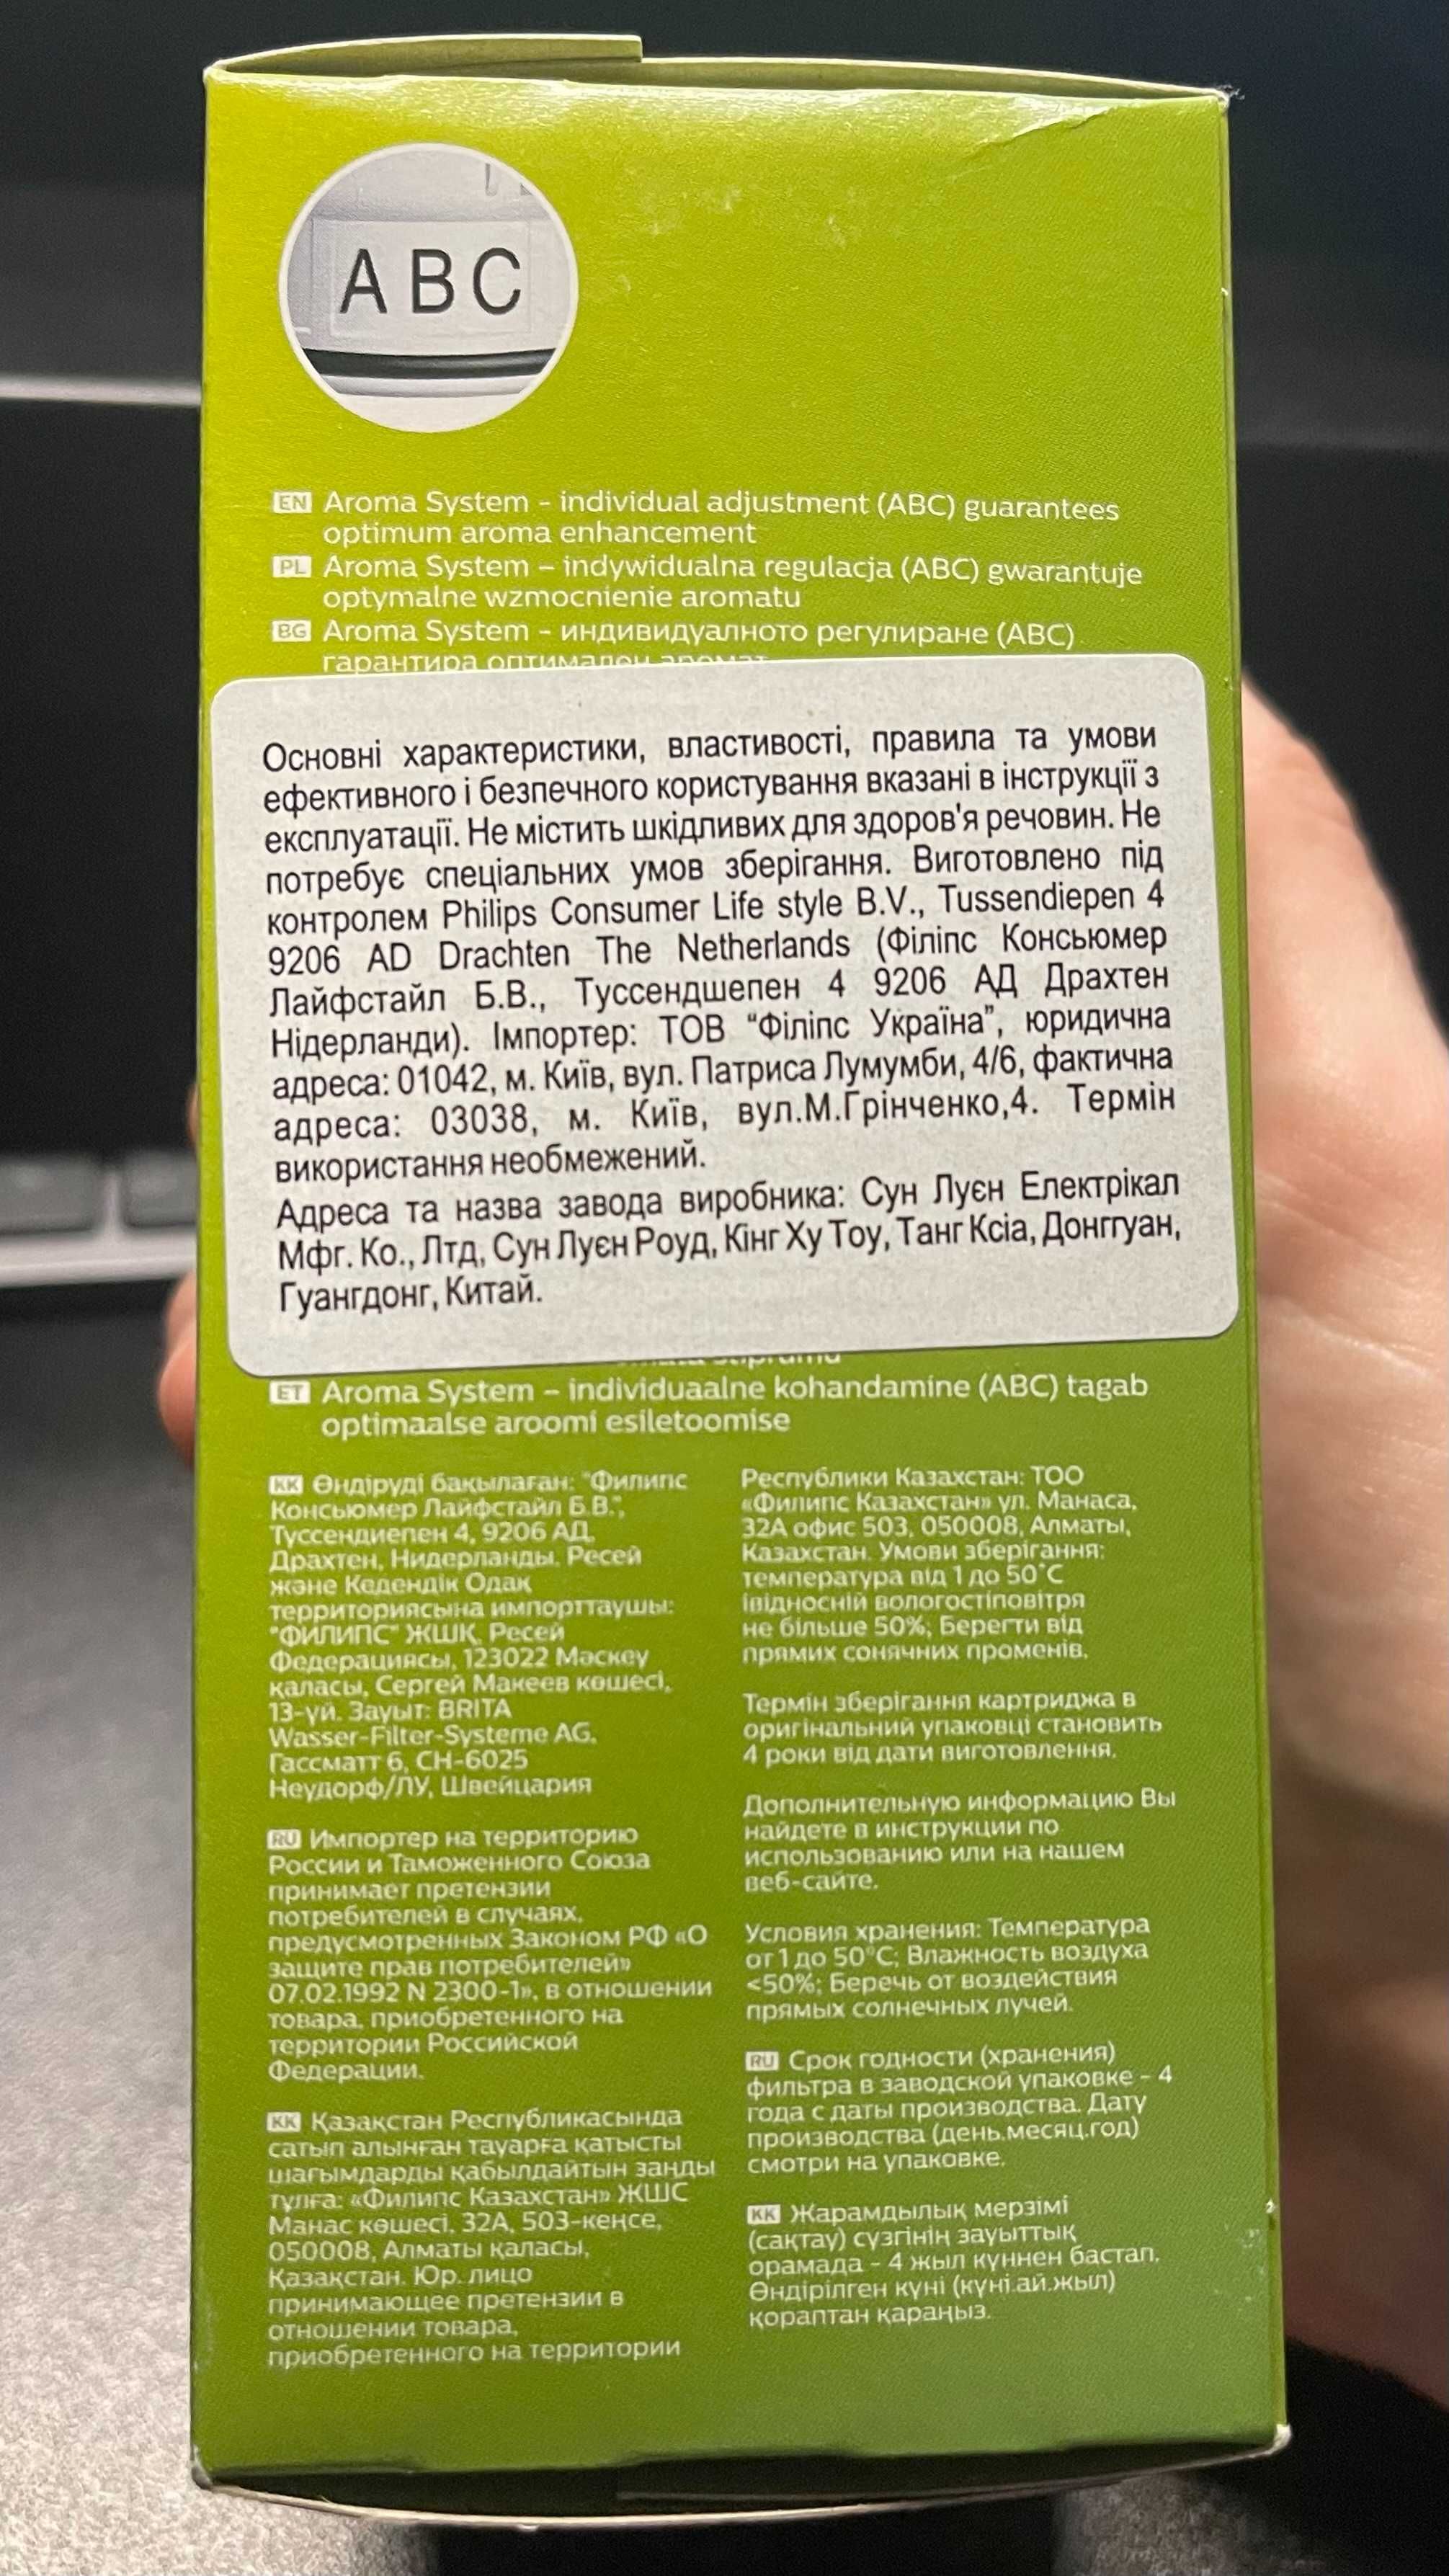 A B C
EN Aroma System – individual adjustment (ABC) guarantees
optimum aroma enhancement
PL Aroma System – indywidualna regulacja (ABC) gwarantuje
optymalne wzmocnienie aromatu
BG Aroma System – индивидуалното регулиране (ABC)
гарантира оптимален аромат
Основні характеристики, властивості, правила та умови
ефективного і безпечного користування вказані в інструкції з
експлуатації. Не містить шкідливих для здоров'я речовин. Не
потребує спеціальних умов зберігання. Виготовлено під
контролем Philips Consumer Life style B.V., Tussendiepen 4
9206 AD Drachten The Netherlands (Філіпс Консьюмер
Лайфстайл Б.В., Туссендшепен 4 9206 АД Драхтен
Нідерланди). Імпортер: ТОВ “Філіпс Україна”, юридична
адреса: 01042, м. Київ, вул. Патриса Лумумби, 4/6, фактична
адреса: 03038, м. Київ, вул.М.Грінченко,4. Термін
використання необмежений.
Адреса та назва завода виробника: Сун Луєн Електрікал
Мфг. Ко., Лтд, Сун Луєн Роуд, Кінг Ху Тоу, Танг Ксіа, Донггуан,
Гуангдонг, Китай.
ET Aroma System – individuaalne kohandamine (ABC) tagab
optimaalse aroomi esiletoomise
KK Өндіруді бақылаған: "Филипс
Консьюмер Лайфстайл Б.В.",
Туссендиепен 4, 9206 АД,
Драхтен, Нидерланды. Ресей
және Кедендік Одақ
территориясына импорттаушы:
"ФИЛИПС" ЖШҚ, Ресей
Федерациясы, 123022 Мәскеу
қаласы, Сергей Макеев көшесі,
13-үй. Зауыт: BRITA
Wasser-Filter-Systeme AG,
Гассматт 6, CH-6025
Неудорф/ЛУ, Швейцария
RU Импортер на территорию
России и Таможенного Союза
принимает претензии
потребителей в случаях,
предусмотренных Законом РФ «О
защите прав потребителей»
07.02.1992 N 2300-1», в отношении
товара, приобретенного на
территории Российской
Федерации.
KK Қазақстан Республикасында
сатып алынған тауарға қатысты
шағымдарды қабылдайтын заңды
тұлға: «Филипс Казахстан» ЖШС
Манас көшесі, 32А, 503-кеңсе,
050008, Алматы қаласы,
Қазақстан. Юр. лицо
принимающее претензии в
отношении товара,
приобретенного на территории
Республики Казахстан: ТОО
«Филипс Казахстан» ул. Манаса,
32А офис 503, 050008, Алматы,
Казахстан. Умови зберігання:
температура від 1 до 50°C
івідносній вологостіповітря
не більше 50%; Берегти від
прямих сонячних променів.
Термін зберігання картриджа в
оригінальний упаковці становить
4 роки від дати виготовлення.
Дополнительную информацию Вы
найдете в инструкции по
использованию или на нашем
веб-сайте.
Условия хранения: Температура
от 1 до 50°C; Влажность воздуха
<50%; Беречь от воздействия
прямых солнечных лучей.
RU Срок годности (хранения)
фильтра в заводской упаковке – 4
года с даты производства. Дату
производства (день.месяц.год)
смотри на упаковке.
KK Жарамдылық мерзімі
(сақтау) сүзгінің зауыттық
орамада – 4 жыл күннен бастап.
Өндірілген күні (күні.ай.жыл)
қораптан қараңыз.